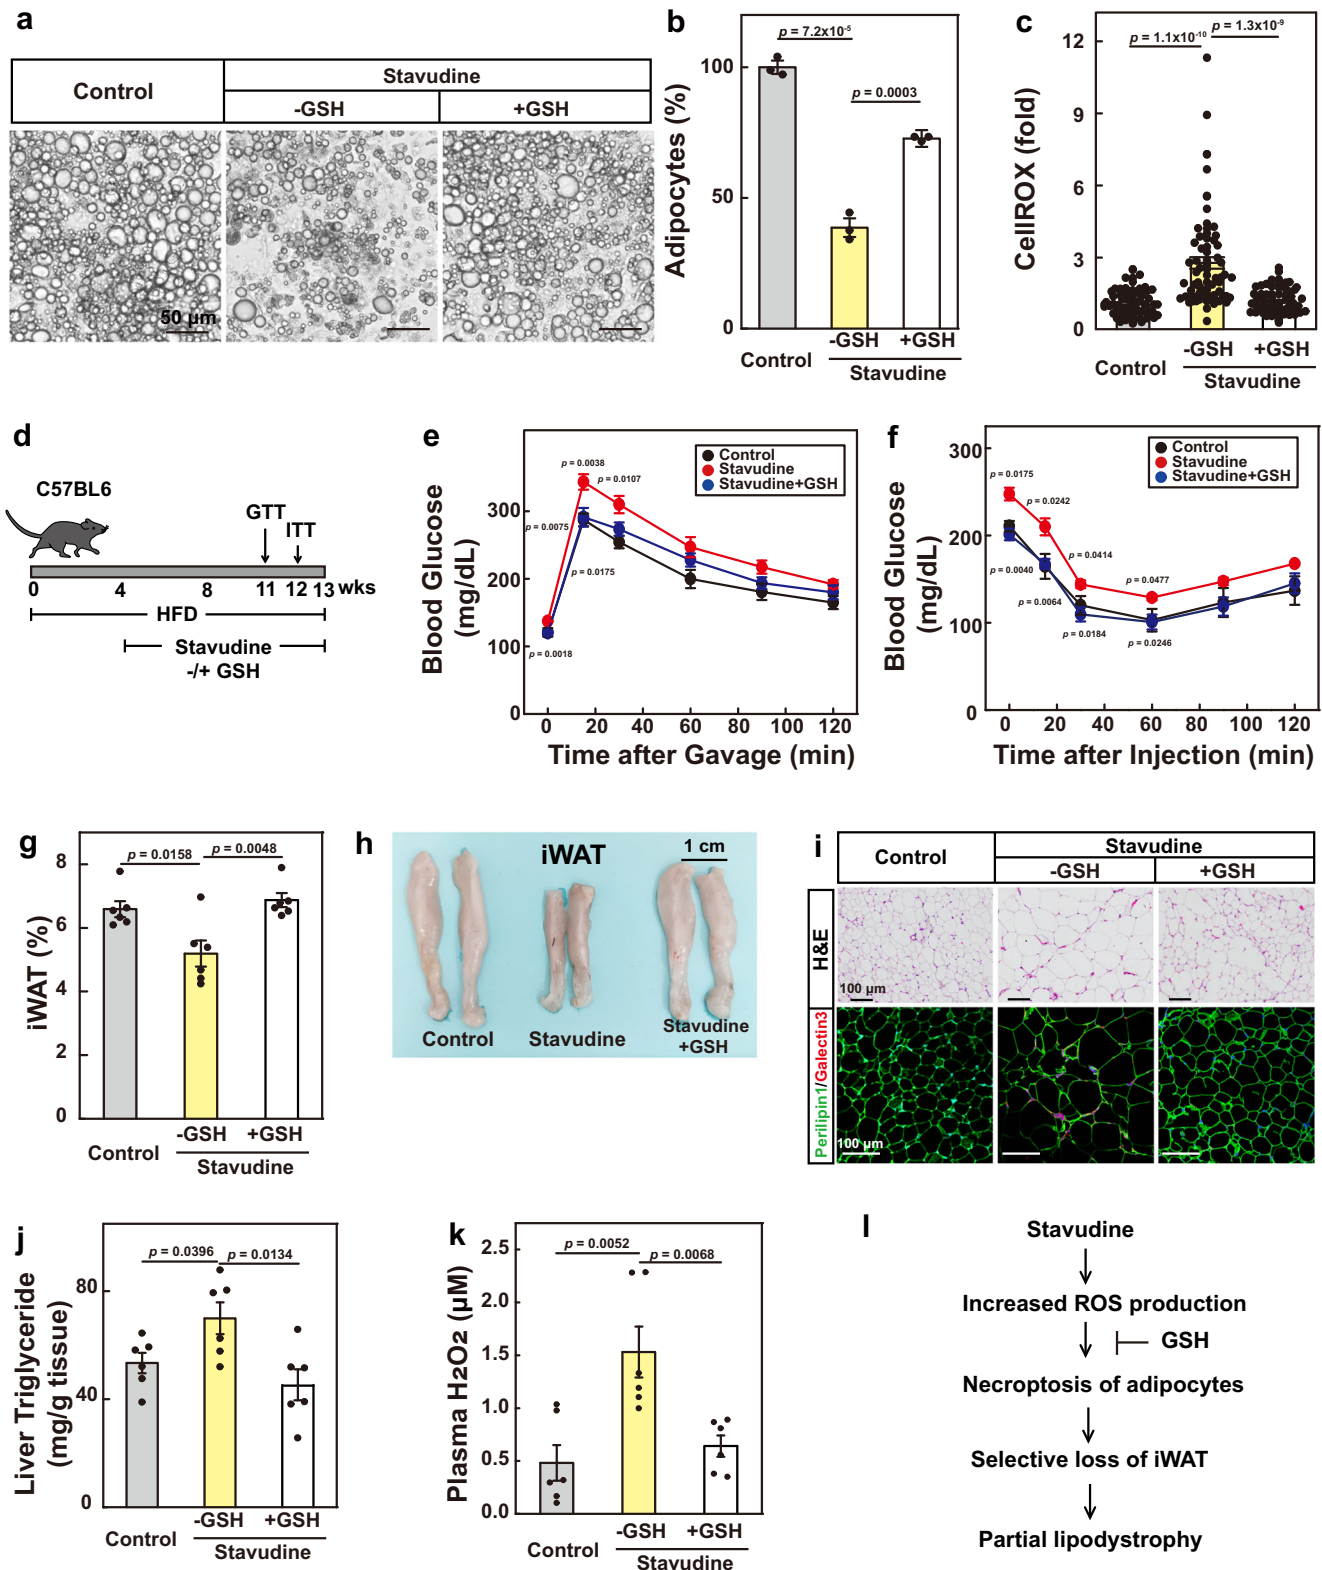 a
Control
Stavudine
-GSH
+GSH
50 µm
b
Adipocytes (%)
100
50
0
p = 7.2x10⁻⁵
p = 0.0003
Control
-GSH
+GSH
Stavudine
c
CellROX (fold)
12
9
6
3
0
p = 1.1x10⁻¹⁰
p = 1.3x10⁻⁹
Control
-GSH
+GSH
Stavudine
d
C57BL6
GTT
ITT
0 4 8 11 12 13 wks
HFD
Stavudine
-/+ GSH
e
Blood Glucose
(mg/dL)
300
200
100
0
Control
Stavudine
Stavudine+GSH
p = 0.0038
p = 0.0107
p = 0.0075
p = 0.0175
p = 0.0018
0 20 40 60 80 100 120
Time after Gavage (min)
f
Blood Glucose
(mg/dL)
300
200
100
0
Control
Stavudine
Stavudine+GSH
p = 0.0175
p = 0.0242
p = 0.0414
p = 0.0477
p = 0.0040
p = 0.0064
p = 0.0184
p = 0.0246
0 20 40 60 80 100 120
Time after Injection (min)
g
iWAT (%)
8
6
4
2
0
p = 0.0158
p = 0.0048
Control
-GSH
+GSH
Stavudine
h
iWAT
1 cm
Control
Stavudine
Stavudine
+GSH
i
Control
Stavudine
-GSH
+GSH
H&E
100 µm
Perilipin1/Galectin3
100 µm
j
Liver Triglyceride
(mg/g tissue)
80
40
0
p = 0.0396
p = 0.0134
Control
-GSH
+GSH
Stavudine
k
Plasma H2O2 (µM)
2.5
2.0
1.5
1.0
0.5
0.0
p = 0.0052
p = 0.0068
Control
-GSH
+GSH
Stavudine
l
Stavudine
Increased ROS production
GSH
Necroptosis of adipocytes
Selective loss of iWAT
Partial lipodystrophy